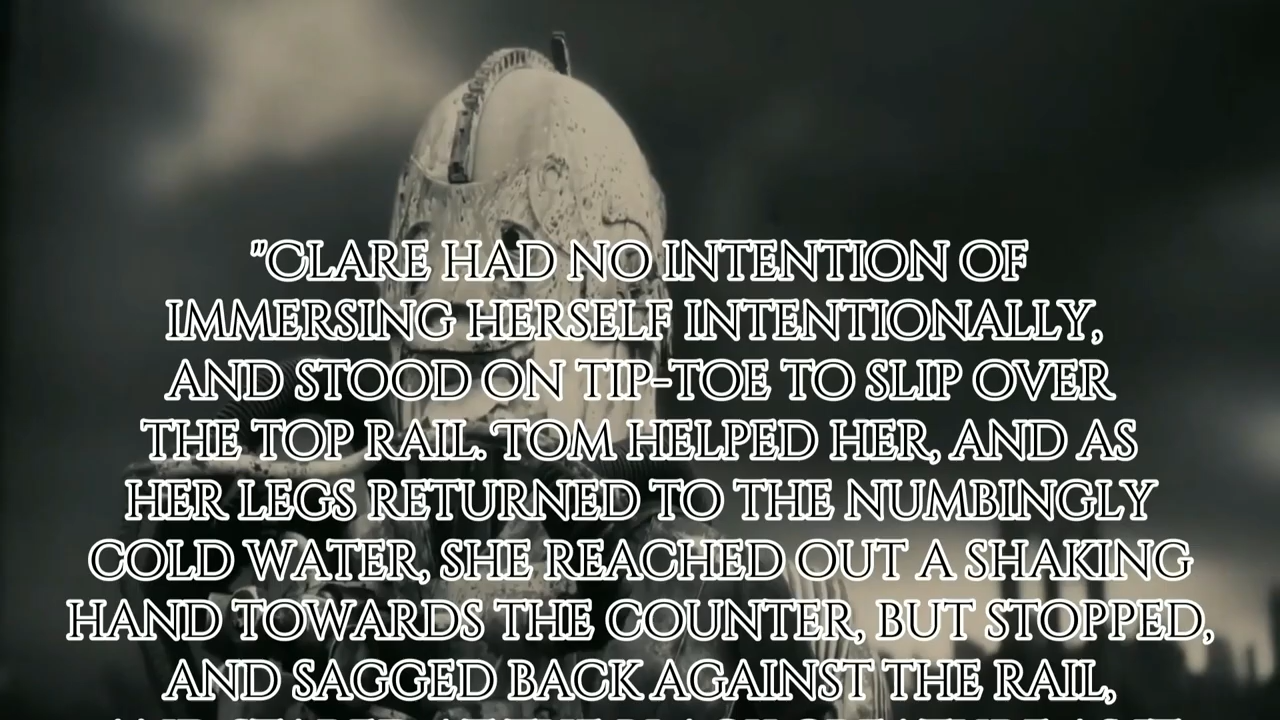 "CLARE HAD NO INTENTION OF
IMMERSING HERSELF INTENTIONALLY,
AND STOOD ON TIP-TOE TO SLIP OVER
THE TOP RAIL. TOM HELPED HER, AND AS
HER LEGS RETURNED TO THE NUMBINGLY
COLD WATER, SHE REACHED OUT A SHAKING
HAND TOWARDS THE COUNTER, BUT STOPPED,
AND SAGGED BACK AGAINST THE RAIL,